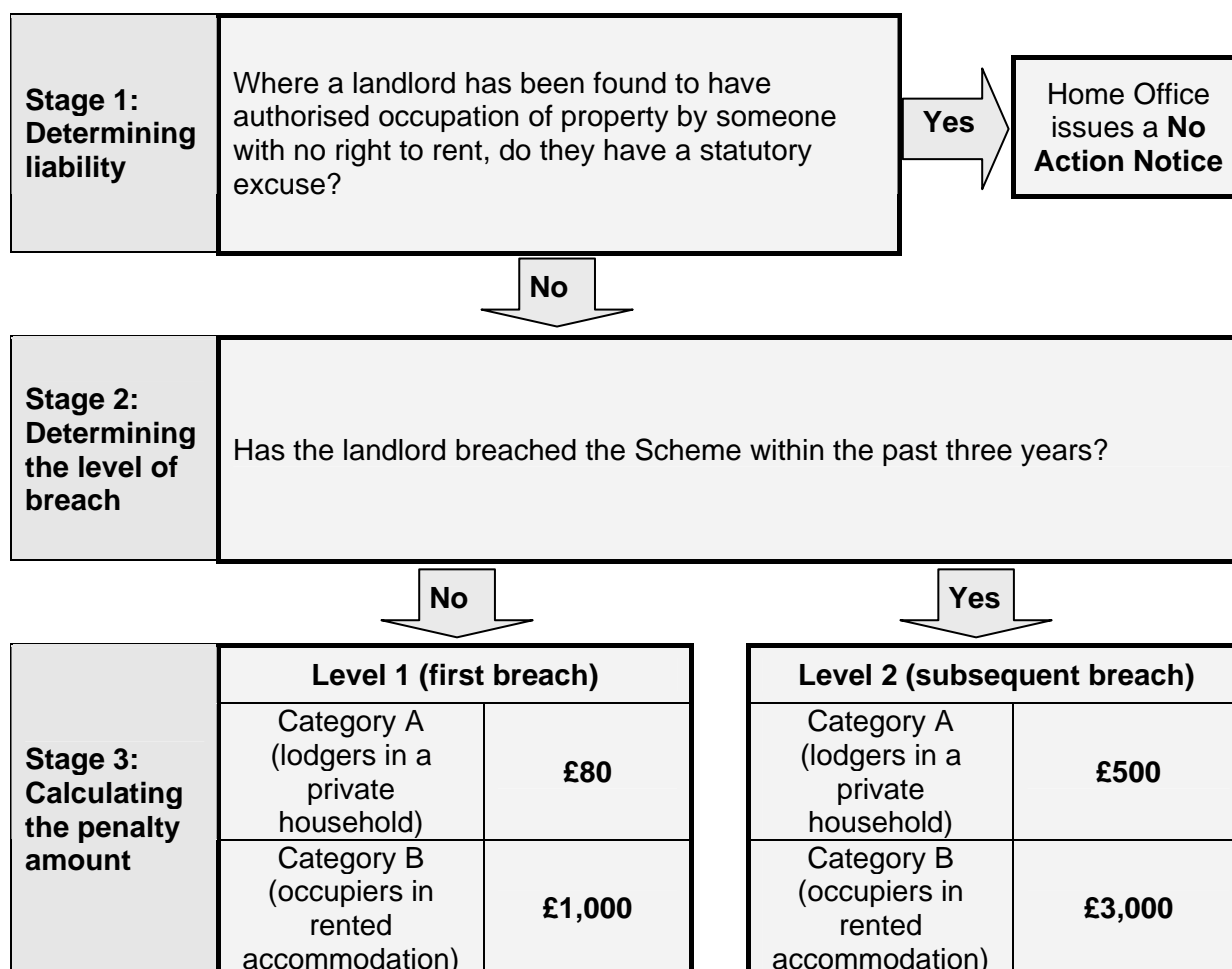 Stage 1:
Determining
liability
Where a landlord has been found to have
authorised occupation of property by someone
with no right to rent, do they have a statutory
excuse?
Yes
Home Office
issues a No
Action Notice
No
Stage 2:
Determining
the level of
breach
Has the landlord breached the Scheme within the past three years?
No
Yes
Stage 3:
Calculating
the penalty
amount
Level 1 (first breach)
Category A
(lodgers in a
private
household)
£80
Category B
(occupiers in
rented
accommodation)
£1,000
Level 2 (subsequent breach)
Category A
(lodgers in a
private
household)
£500
Category B
(occupiers in
rented
accommodation)
£3,000